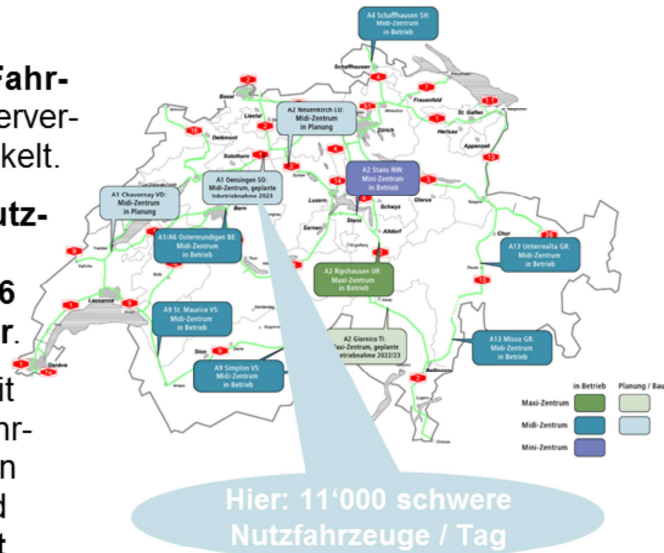 Fahr-
erver-
kelt.
utz-
6
r.
it
hr-
n
d
t
A4 Schaffhausen SH:
Midi-Zentrum
in Betrieb
Schaffhausen
Basel
Liestal
Frauenfeld
St. Gallen
Herisau
Appenzell
Delémont
Zürich
Solothurn
A2 Neuenkirch LU:
Midi-Zentrum
in Planung
A1 Oensingen SO:
Midi-Zentrum, geplante
Inbetriebnahme 2023
A2 Stans NW:
Mini-Zentrum
in Betrieb
A1 Chavornay VD:
Midi-Zentrum
in Planung
Bern
Luzern
Schwyz
Glarus
Stans
Sarnen
Altdorf
Chur
A1/A6 Ostermundigen BE:
Midi-Zentrum
in Betrieb
A2 Ripshausen UR:
Maxi-Zentrum
in Betrieb
A13 Unterrealta GR:
Midi-Zentrum
in Betrieb
Lausanne
A9 St. Maurice VS:
Midi-Zentrum
in Betrieb
Sion
A2 Giornico TI:
Maxi-Zentrum, geplante
Inbetriebnahme 2022/23
A9 Simplon VS:
Midi-Zentrum
in Betrieb
A13 Misox GR:
Midi-Zentrum
in Betrieb
Genève
Bellinzona
in Betrieb Planung / Bau
Maxi-Zentrum
Midi-Zentrum
Mini-Zentrum
Hier: 11‘000 schwere
Nutzfahrzeuge / Tag